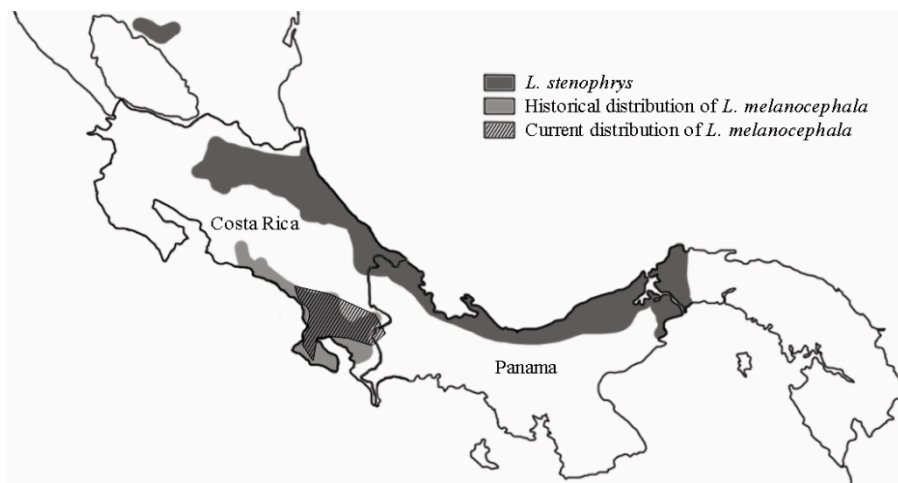 L. stenophrys
Historical distribution of L. melanocephala
Current distribution of L. melanocephala
Costa Rica
Panama